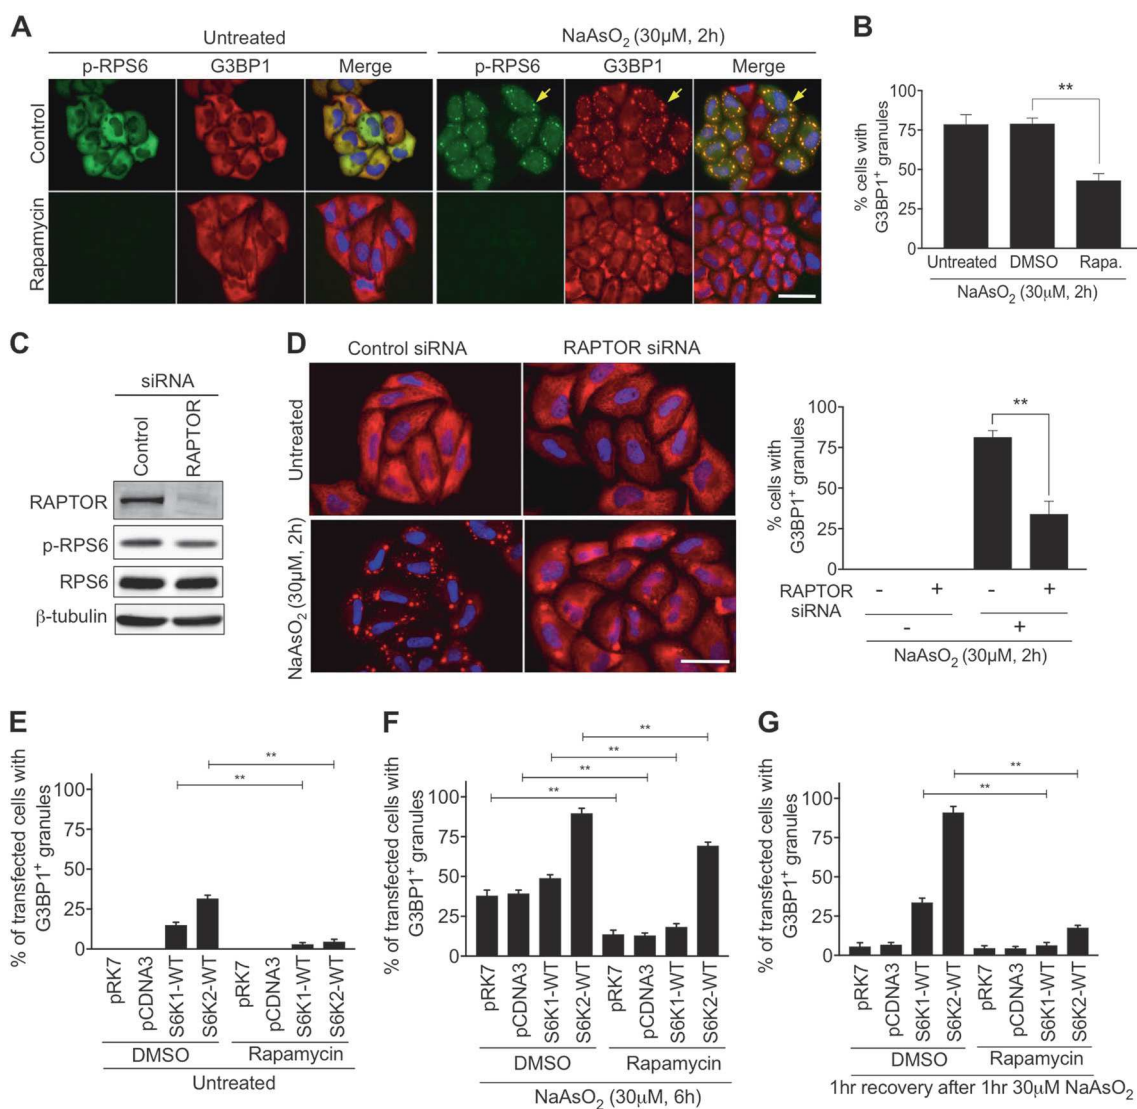 A
Untreated
NaAsO2 (30μM, 2h)
p-RPS6 G3BP1 Merge p-RPS6 G3BP1 Merge
Control
Rapamycin
B
% cells with
G3BP1+ granules
100
75
50
25
0
**
Untreated DMSO Rapa.
NaAsO2 (30μM, 2h)
C
siRNA
Control
RAPTOR
RAPTOR
p-RPS6
RPS6
β-tubulin
D
Control siRNA RAPTOR siRNA
Untreated
NaAsO2 (30μM, 2h)
% cells with
G3BP1+ granules
100
75
50
25
0
**
RAPTOR siRNA - + - +
- +
NaAsO2 (30μM, 2h)
E
% of transfected cells with
G3BP1+ granules
100
75
50
25
0
**
**
pRK7
pCDNA3
S6K1-WT
S6K2-WT
pRK7
pCDNA3
S6K1-WT
S6K2-WT
DMSO Rapamycin
Untreated
F
% of transfected cells with
G3BP1+ granules
100
75
50
25
0
**
**
**
**
pRK7
pCDNA3
S6K1-WT
S6K2-WT
pRK7
pCDNA3
S6K1-WT
S6K2-WT
DMSO Rapamycin
NaAsO2 (30μM, 6h)
G
% of transfected cells with
G3BP1+ granules
100
75
50
25
0
**
**
pRK7
pCDNA3
S6K1-WT
S6K2-WT
pRK7
pCDNA3
S6K1-WT
S6K2-WT
DMSO Rapamycin
1hr recovery after 1hr 30μM NaAsO2